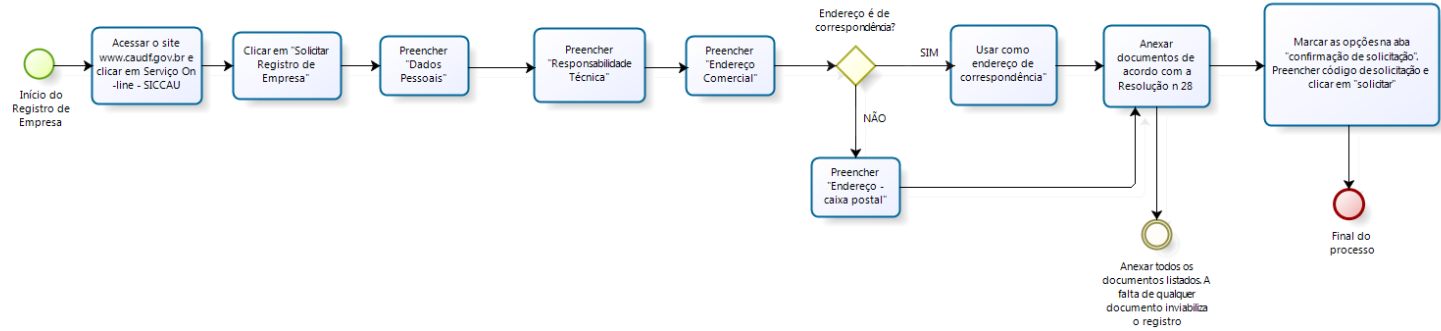 Início do
Registro de
Empresa
Acessar o site
www.caudf.gov.br e
clicar em Serviço On
-line - SICCAU
Clicar em "Solicitar
Registro de
Empresa"
Preencher
"Dados
Pessoais"
Preencher
"Responsabilidade
Técnica"
Preencher
"Endereço
Comercial"
Endereço é de
correspondência?
SIM
NÃO
Usar como
endereço de
correspondência"
Preencher
"Endereço -
caixa postal"
Anexar
documentos de
acordo com a
Resolução n 28
Anexar todos os
documentos listados. A
falta de qualquer
documento inviabiliza
o registro
Marcar as opções na aba
"confirmação de solicitação".
Preencher código de solicitação e
clicar em "solicitar"
Final do
processo